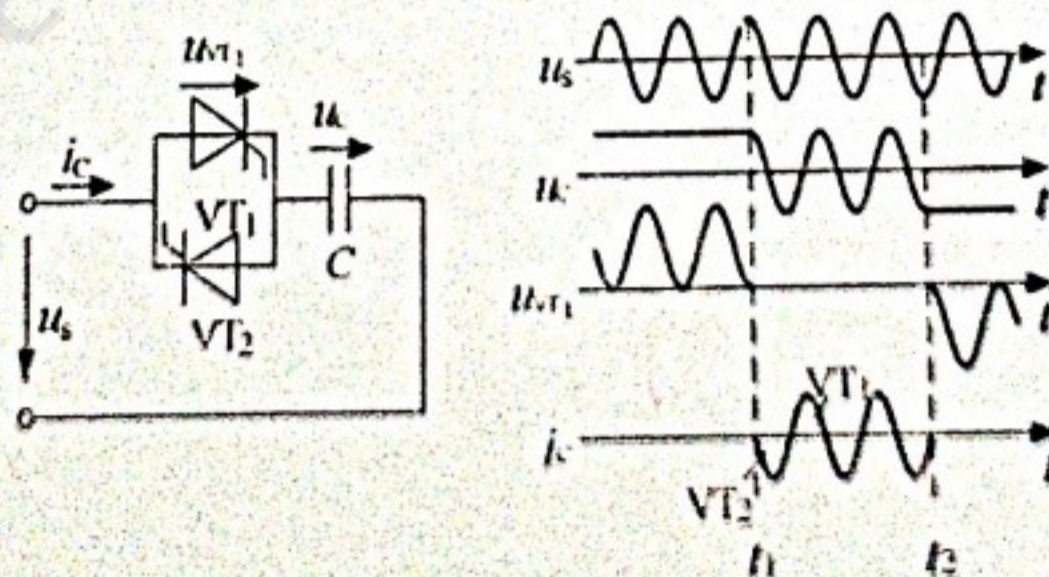 u_VT₁
i_C
u_c
VT₁
C
u_s
VT₂
u_s
t
u_c
t
u_VT₁
t
VT₁
i_c
t
VT₂
t₁
t₂